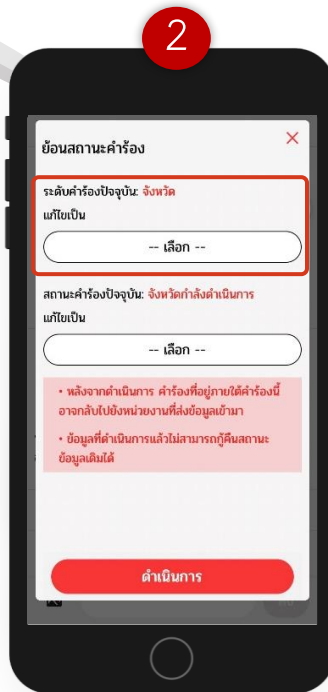 2
ย้อนสถานะคำร้อง
ระดับคำร้องปัจจุบัน: จังหวัด
แก้ไขเป็น
-- เลือก --
สถานะคำร้องปัจจุบัน: จังหวัดกำลังดำเนินการ
แก้ไขเป็น
-- เลือก --
• หลังจากดำเนินการ คำร้องที่อยู่ภายใต้คำร้องนี้
อาจกลับไปยังหน่วยงานที่ส่งข้อมูลเข้ามา
• ข้อมูลที่ดำเนินการแล้วไม่สามารถกู้คืนสถานะ
ข้อมูลเดิมได้
ดำเนินการ